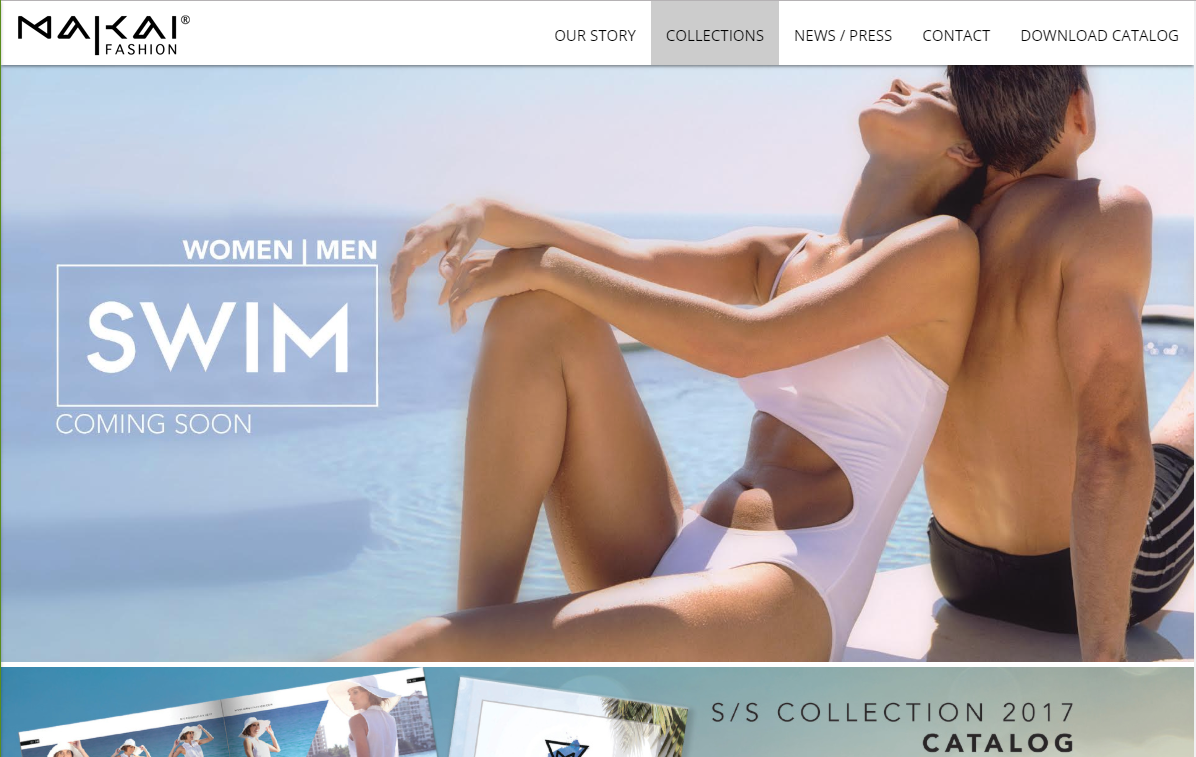 MAKAI®
FASHION
OUR STORY
COLLECTIONS
NEWS / PRESS
CONTACT
DOWNLOAD CATALOG
WOMEN | MEN
SWIM
COMING SOON
S/S COLLECTION 2017
CATALOG